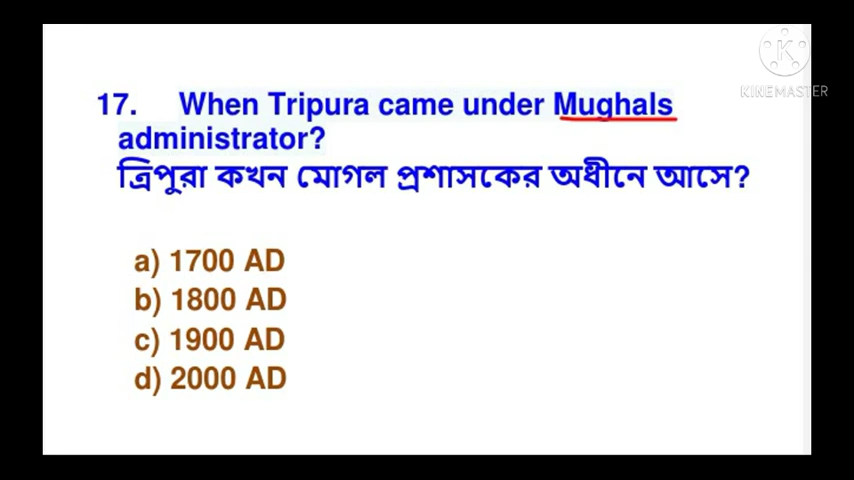 KINEMASTER
17. When Tripura came under Mughals
administrator?
ত্রিপুরা কখন মোগল প্রশাসকের অধীনে আসে?
a) 1700 AD
b) 1800 AD
c) 1900 AD
d) 2000 AD